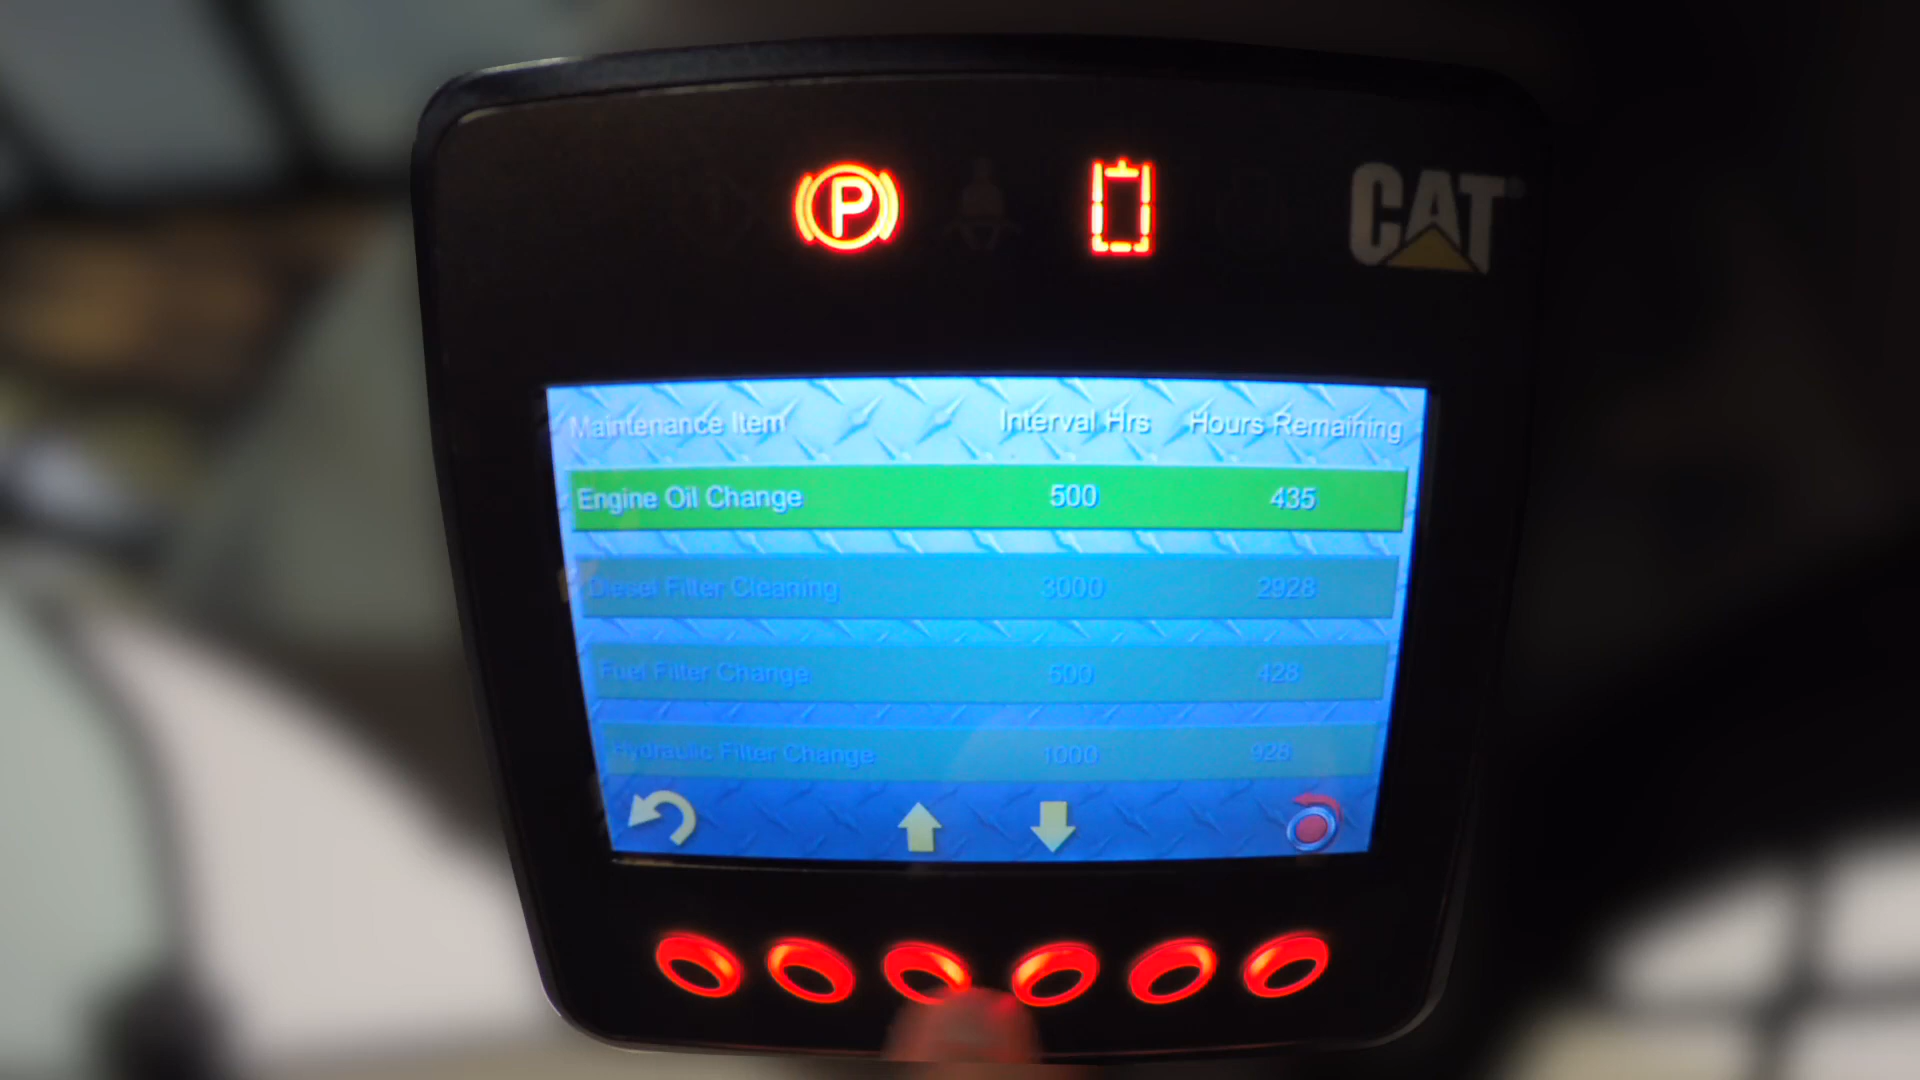 P
CAT
Maintenance Item Interval Hrs Hours Remaining
Engine Oil Change 500 435
Diesel Filter Cleaning 3000 2928
Fuel Filter Change 500 428
Hydraulic Filter Change 1000 928